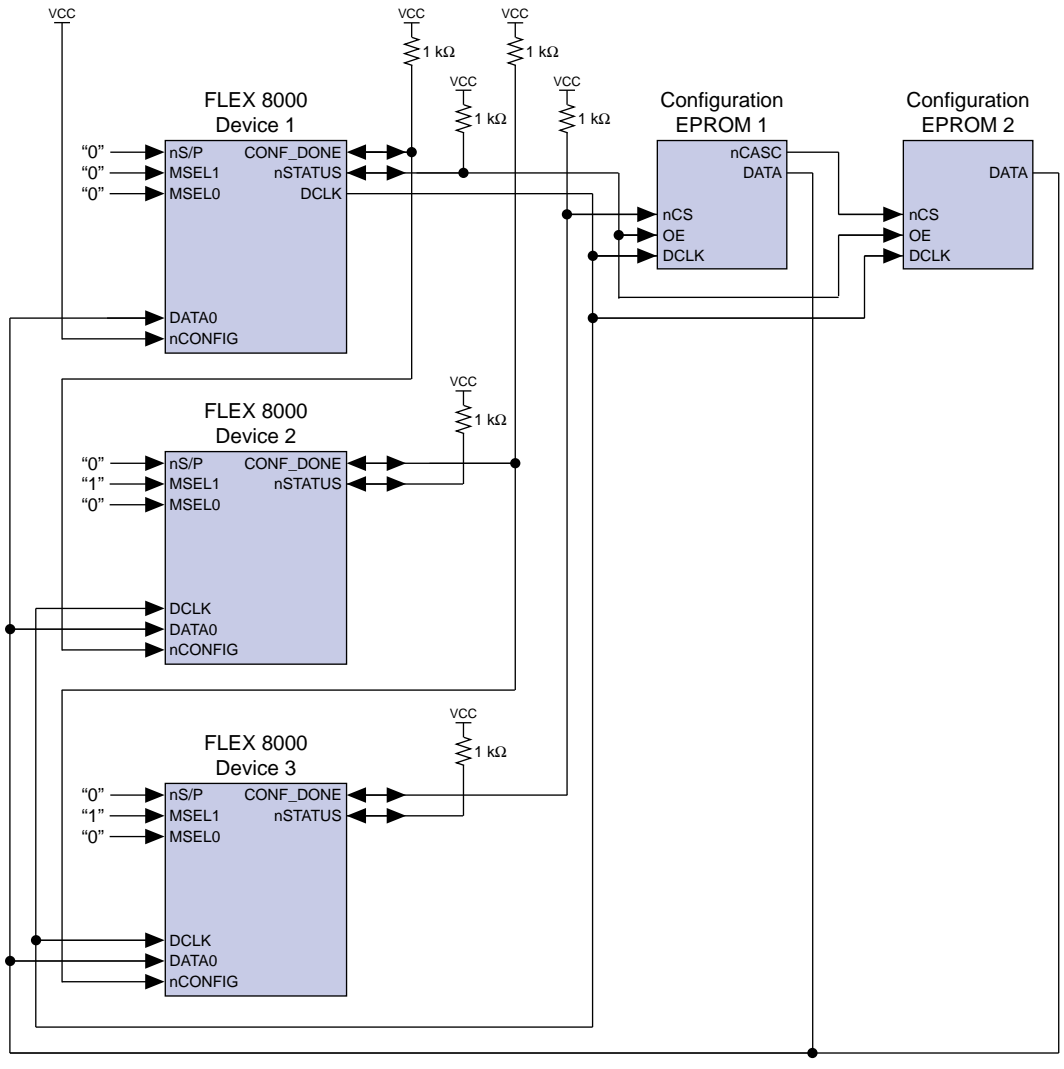 VCC
VCC
VCC
1 kΩ
1 kΩ
VCC
VCC
1 kΩ
1 kΩ
FLEX 8000
Device 1
Configuration
EPROM 1
Configuration
EPROM 2
“0”
nS/P
CONF_DONE
“0”
MSEL1
nSTATUS
“0”
MSEL0
DCLK
DATA0
nCONFIG
nCASC
DATA
nCS
OE
DCLK
DATA
nCS
OE
DCLK
VCC
1 kΩ
FLEX 8000
Device 2
“0”
nS/P
CONF_DONE
“1”
MSEL1
nSTATUS
“0”
MSEL0
DCLK
DATA0
nCONFIG
VCC
1 kΩ
FLEX 8000
Device 3
“0”
nS/P
CONF_DONE
“1”
MSEL1
nSTATUS
“0”
MSEL0
DCLK
DATA0
nCONFIG